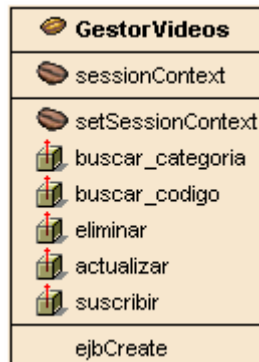 GestorVideos
sessionContext
setSessionContext
buscar_categoria
buscar_codigo
eliminar
actualizar
suscribir
ejbCreate